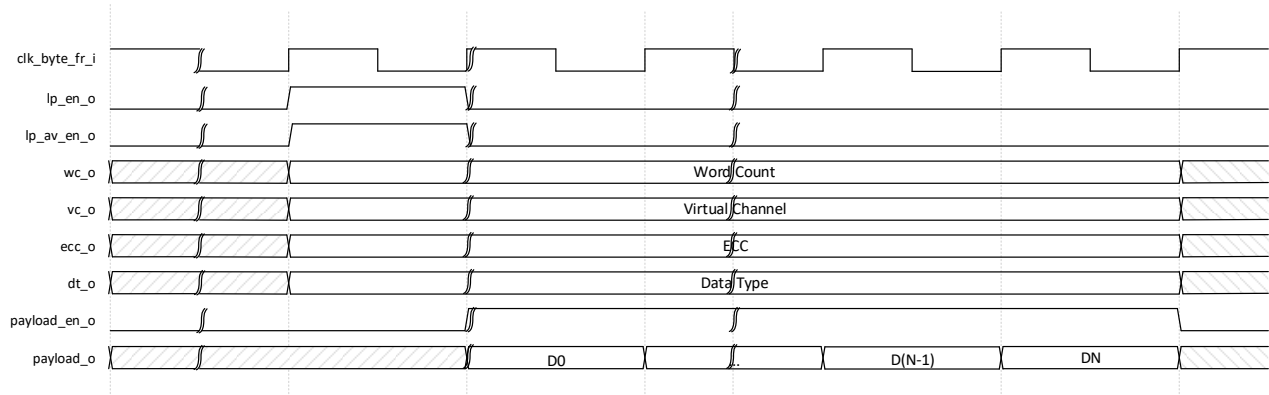 clk_byte_fr_i
lp_en_o
lp_av_en_o
wc_o Word Count
vc_o Virtual Channel
ecc_o ECC
dt_o Data Type
payload_en_o
payload_o D0 ... D(N-1) DN